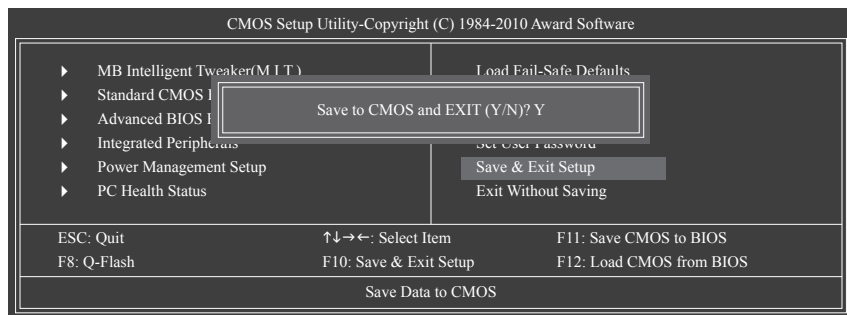 CMOS Setup Utility-Copyright (C) 1984-2010 Award Software
MB Intelligent Tweaker(M.I.T.)
Standard CMOS
Advanced BIOS
Integrated Peripherals
Power Management Setup
PC Health Status
Load Fail-Safe Defaults
Set User Password
Save & Exit Setup
Exit Without Saving
Save to CMOS and EXIT (Y/N)? Y
ESC: Quit ↑↓→←: Select Item F11: Save CMOS to BIOS
F8: Q-Flash F10: Save & Exit Setup F12: Load CMOS from BIOS
Save Data to CMOS